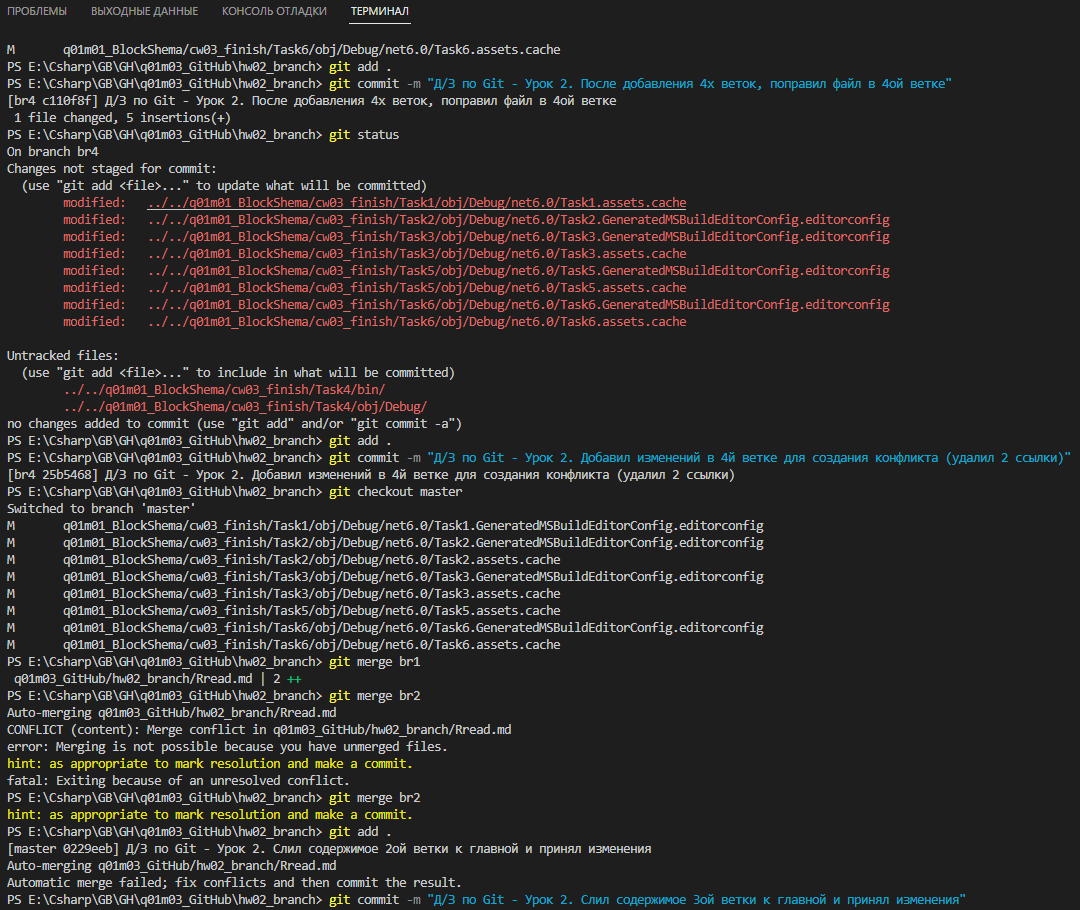 ПРОБЛЕМЫ ВЫХОДНЫЕ ДАННЫЕ КОНСОЛЬ ОТЛАДКИ ТЕРМИНАЛ
M q01m01_BlockShema/cw03_finish/Task6/obj/Debug/net6.0/Task6.assets.cache
PS E:\Csharp\GB\GH\q01m03_GitHub\hw02_branch> git add .
PS E:\Csharp\GB\GH\q01m03_GitHub\hw02_branch> git commit -m "Д/З по Git - Урок 2. После добавления 4х веток, поправил файл в 4ой ветке"
[br4 c110f8f] Д/З по Git - Урок 2. После добавления 4х веток, поправил файл в 4ой ветке
1 file changed, 5 insertions(+)
PS E:\Csharp\GB\GH\q01m03_GitHub\hw02_branch> git status
On branch br4
Changes not staged for commit:
(use "git add <file>..." to update what will be committed)
modified: ../../q01m01_BlockShema/cw03_finish/Task1/obj/Debug/net6.0/Task1.assets.cache
modified: ../../q01m01_BlockShema/cw03_finish/Task2/obj/Debug/net6.0/Task2.GeneratedMSBuildEditorConfig.editorconfig
modified: ../../q01m01_BlockShema/cw03_finish/Task3/obj/Debug/net6.0/Task3.GeneratedMSBuildEditorConfig.editorconfig
modified: ../../q01m01_BlockShema/cw03_finish/Task3/obj/Debug/net6.0/Task3.assets.cache
modified: ../../q01m01_BlockShema/cw03_finish/Task5/obj/Debug/net6.0/Task5.GeneratedMSBuildEditorConfig.editorconfig
modified: ../../q01m01_BlockShema/cw03_finish/Task5/obj/Debug/net6.0/Task5.assets.cache
modified: ../../q01m01_BlockShema/cw03_finish/Task6/obj/Debug/net6.0/Task6.GeneratedMSBuildEditorConfig.editorconfig
modified: ../../q01m01_BlockShema/cw03_finish/Task6/obj/Debug/net6.0/Task6.assets.cache
Untracked files:
(use "git add <file>..." to include in what will be committed)
../../q01m01_BlockShema/cw03_finish/Task4/bin/
../../q01m01_BlockShema/cw03_finish/Task4/obj/Debug/
no changes added to commit (use "git add" and/or "git commit -a")
PS E:\Csharp\GB\GH\q01m03_GitHub\hw02_branch> git add .
PS E:\Csharp\GB\GH\q01m03_GitHub\hw02_branch> git commit -m "Д/З по Git - Урок 2. Добавил изменений в 4й ветке для создания конфликта (удалил 2 ссылки)"
[br4 25b5468] Д/З по Git - Урок 2. Добавил изменений в 4й ветке для создания конфликта (удалил 2 ссылки)
PS E:\Csharp\GB\GH\q01m03_GitHub\hw02_branch> git checkout master
Switched to branch 'master'
M q01m01_BlockShema/cw03_finish/Task1/obj/Debug/net6.0/Task1.GeneratedMSBuildEditorConfig.editorconfig
M q01m01_BlockShema/cw03_finish/Task2/obj/Debug/net6.0/Task2.GeneratedMSBuildEditorConfig.editorconfig
M q01m01_BlockShema/cw03_finish/Task2/obj/Debug/net6.0/Task2.assets.cache
M q01m01_BlockShema/cw03_finish/Task3/obj/Debug/net6.0/Task3.GeneratedMSBuildEditorConfig.editorconfig
M q01m01_BlockShema/cw03_finish/Task3/obj/Debug/net6.0/Task3.assets.cache
M q01m01_BlockShema/cw03_finish/Task5/obj/Debug/net6.0/Task5.assets.cache
M q01m01_BlockShema/cw03_finish/Task6/obj/Debug/net6.0/Task6.GeneratedMSBuildEditorConfig.editorconfig
M q01m01_BlockShema/cw03_finish/Task6/obj/Debug/net6.0/Task6.assets.cache
PS E:\Csharp\GB\GH\q01m03_GitHub\hw02_branch> git merge br1
q01m03_GitHub/hw02_branch/Rread.md | 2 ++
PS E:\Csharp\GB\GH\q01m03_GitHub\hw02_branch> git merge br2
Auto-merging q01m03_GitHub/hw02_branch/Rread.md
CONFLICT (content): Merge conflict in q01m03_GitHub/hw02_branch/Rread.md
error: Merging is not possible because you have unmerged files.
hint: as appropriate to mark resolution and make a commit.
fatal: Exiting because of an unresolved conflict.
PS E:\Csharp\GB\GH\q01m03_GitHub\hw02_branch> git merge br2
hint: as appropriate to mark resolution and make a commit.
PS E:\Csharp\GB\GH\q01m03_GitHub\hw02_branch> git add .
[master 0229eeb] Д/З по Git - Урок 2. Слил содержимое 2ой ветки к главной и принял изменения
Auto-merging q01m03_GitHub/hw02_branch/Rread.md
Automatic merge failed; fix conflicts and then commit the result.
PS E:\Csharp\GB\GH\q01m03_GitHub\hw02_branch> git commit -m "Д/З по Git - Урок 2. Слил содержимое 3ой ветки к главной и принял изменения"